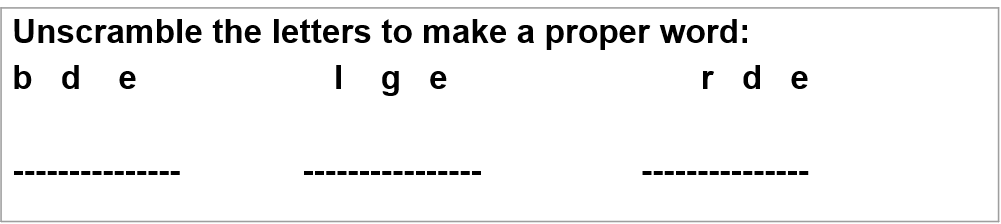 Unscramble the letters to make a proper word:
b d e l g e r d e
--------------- ---------------- ---------------